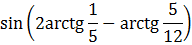 sin(2arctg 1/5 − arctg 5/12)